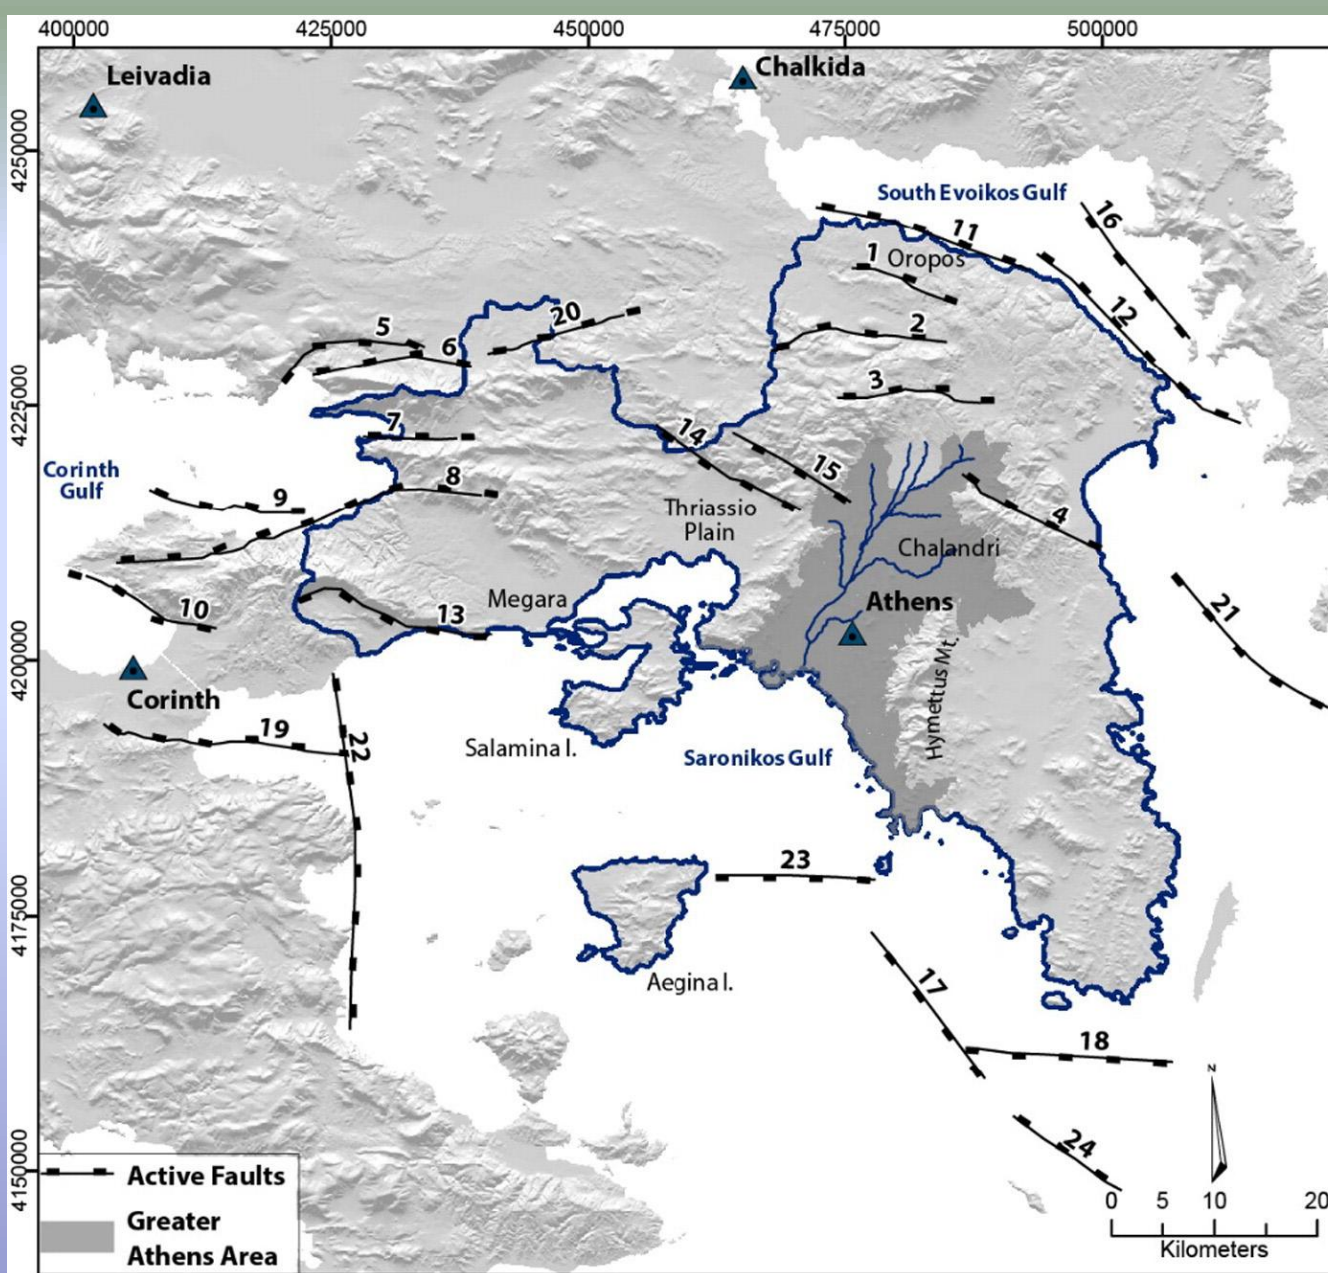 400000
425000
450000
475000
500000
Leivadia
Chalkida
4250000
South Evoikos Gulf
16
11
1
Oropos
12
20
5
2
6
3
4225000
7
14
15
Corinth
Gulf
8
9
Thriassio
Plain
4
Chalandri
10
Megara
13
Athens
21
4200000
Hymettus Mt.
Corinth
19
22
Salamina I.
Saronikos Gulf
23
4175000
Aegina I.
17
18
N
24
4150000
Active Faults
Greater
Athens Area
0 5 10 20
Kilometers